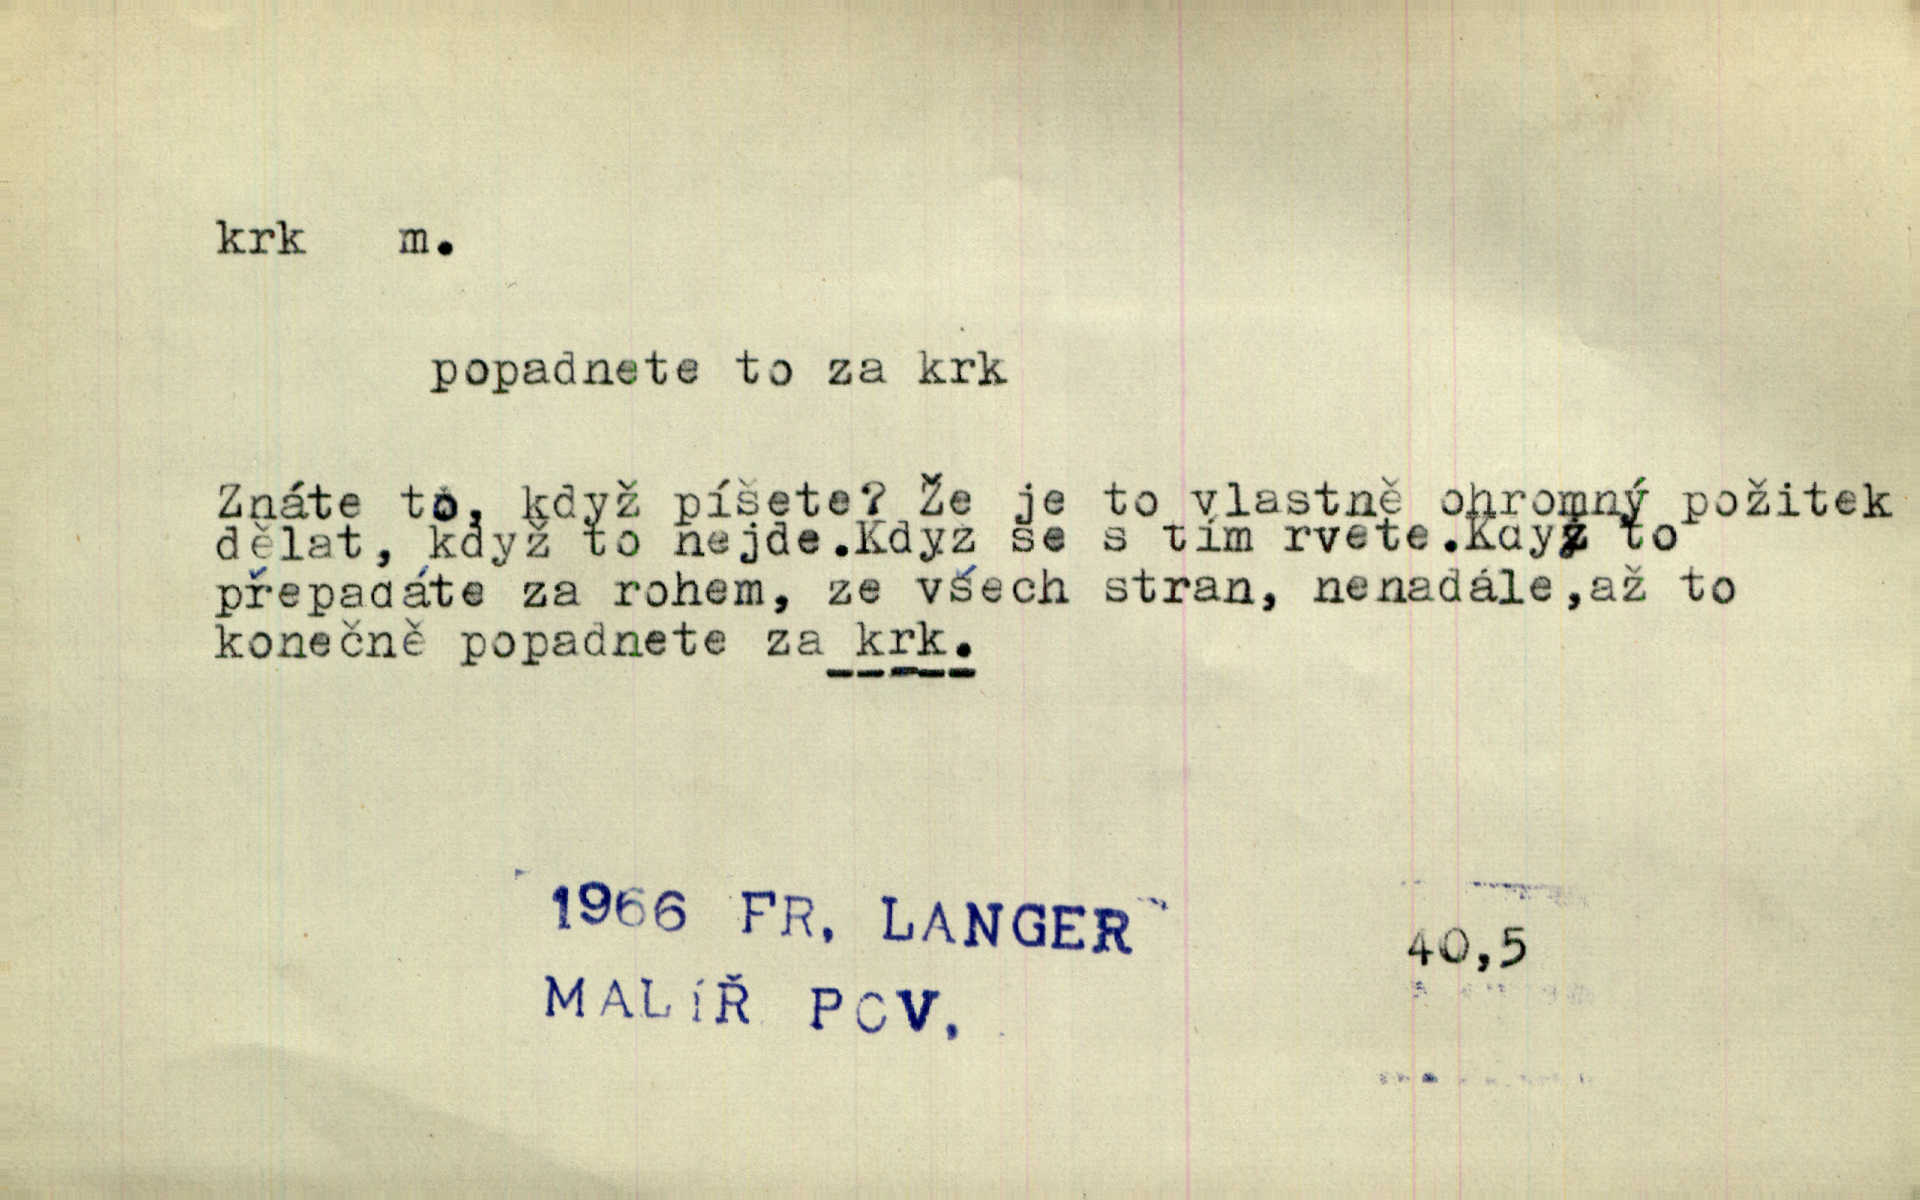 krk m.
popadnete to za krk
Znáte to, když píšete? Že je to vlastně ohromný požitek
dělat, když to nejde.Když se s tím rvete.Když to
přepadáte za rohem, ze všech stran, nenadále,až to
konečně popadnete za krk.
1966 FR. LANGER
40,5
MALÍŘ POV.